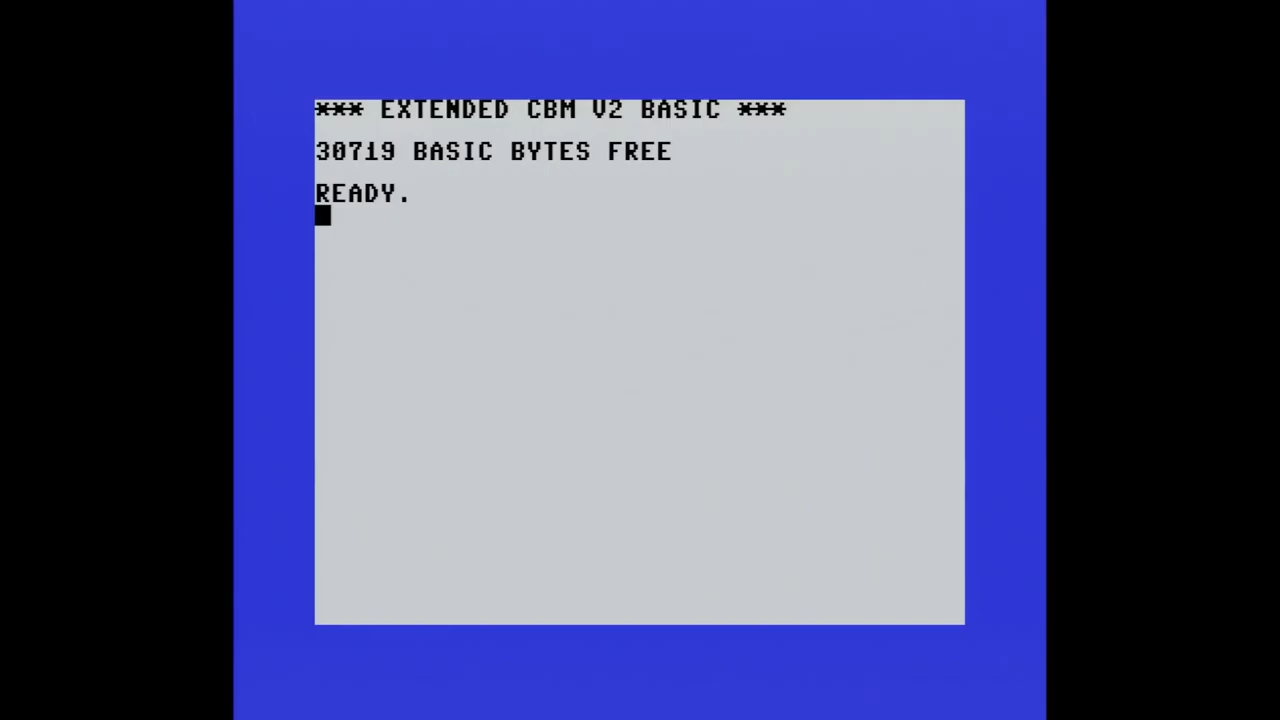 *** EXTENDED CBM V2 BASIC ***
30719 BASIC BYTES FREE
READY.